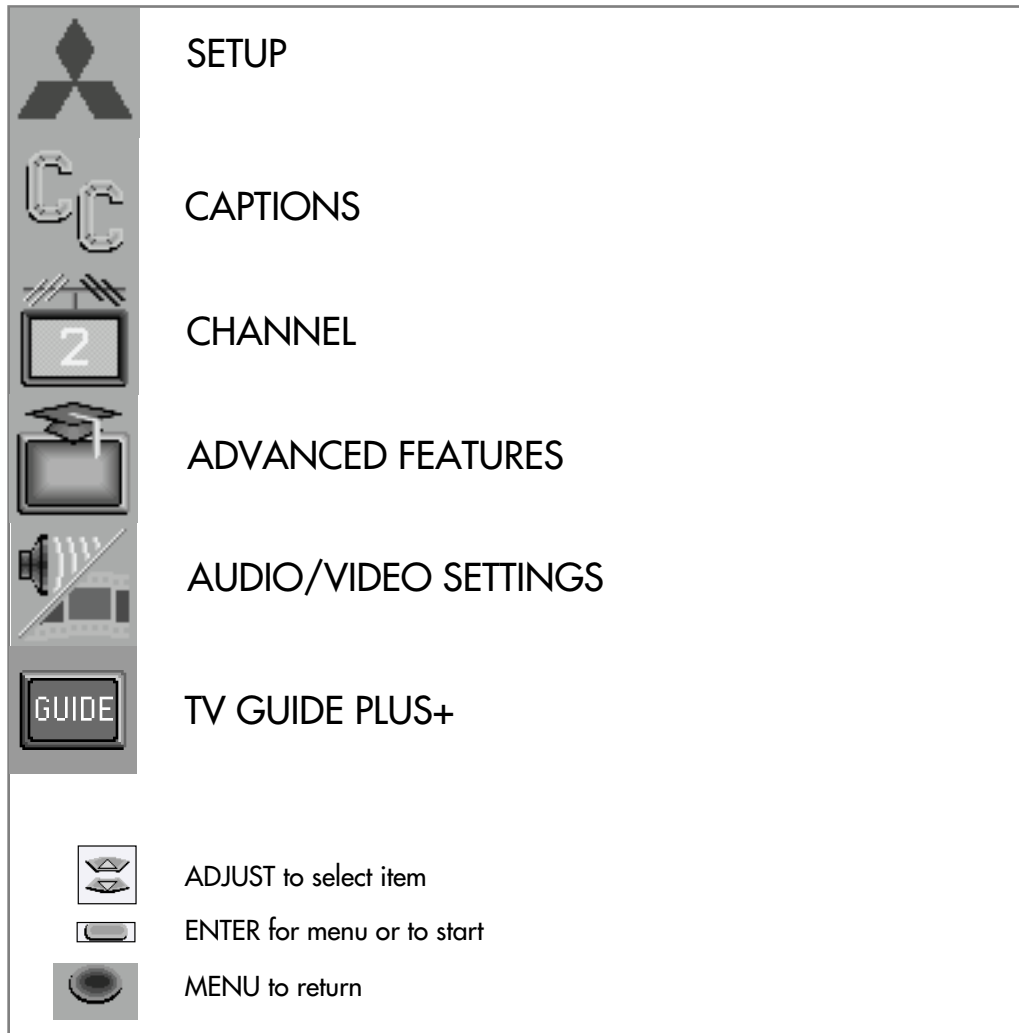 SETUP
Cc
CAPTIONS
2
CHANNEL
ADVANCED FEATURES
AUDIO/VIDEO SETTINGS
GUIDE
TV GUIDE PLUS+
ADJUST to select item
ENTER for menu or to start
MENU to return